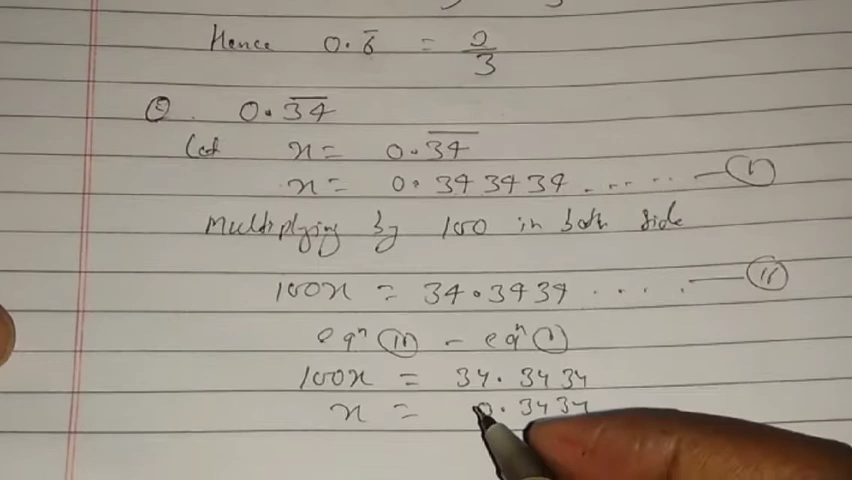 Hence 0.6̅ = 2/3
0.3̅4̅
Let x = 0.3̅4̅
x = 0.343434...... — (I)
Multiplying by 100 in both side
100x = 34.3434..... — (II)
eqⁿ (II) - eqⁿ (I)
100x = 34.3434
x = 0.3434